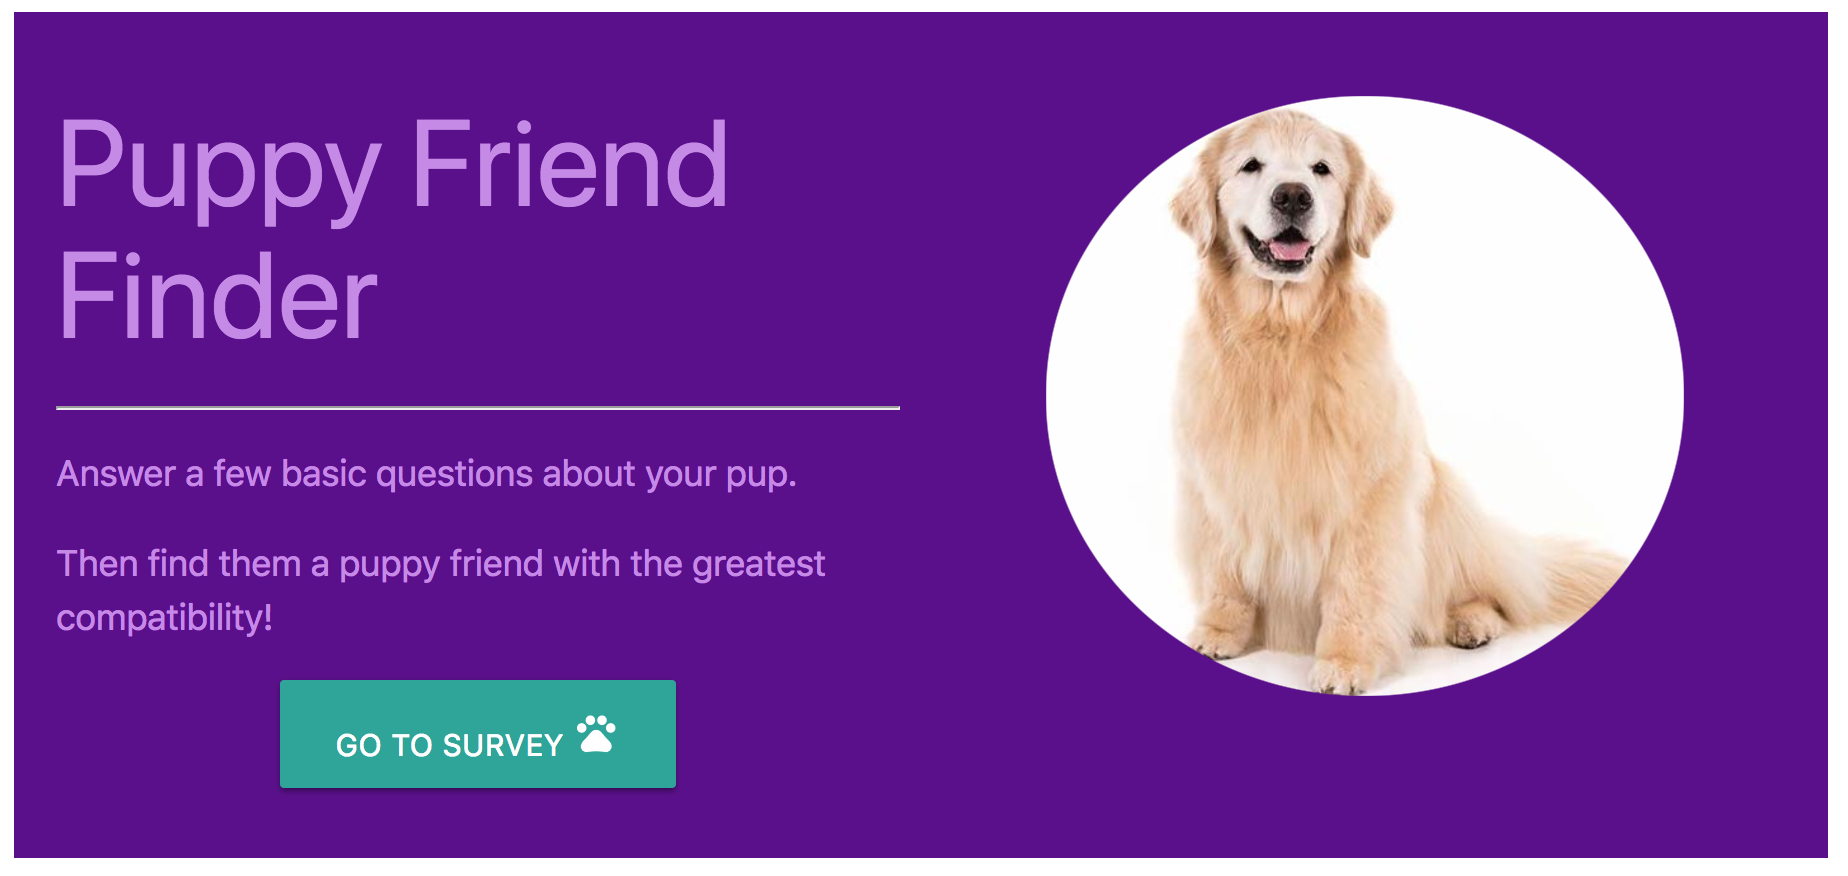 Puppy Friend
Finder
Answer a few basic questions about your pup.
Then find them a puppy friend with the greatest
compatibility!
GO TO SURVEY